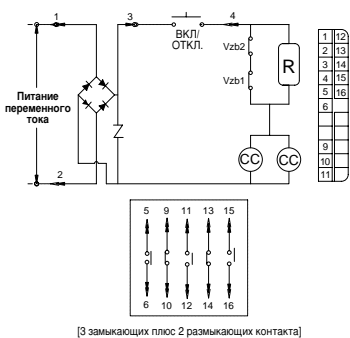 1
3
4
ВКЛ/
ОТКЛ.
Vzb2
Vzb1
R
Питание
переменного
тока
2
CC
CC
1 12
2 13
3 14
4 15
5 16
6
9
10
11
5 9 11 13 15
6 10 12 14 16
[3 замыкающих плюс 2 размыкающих контакта]